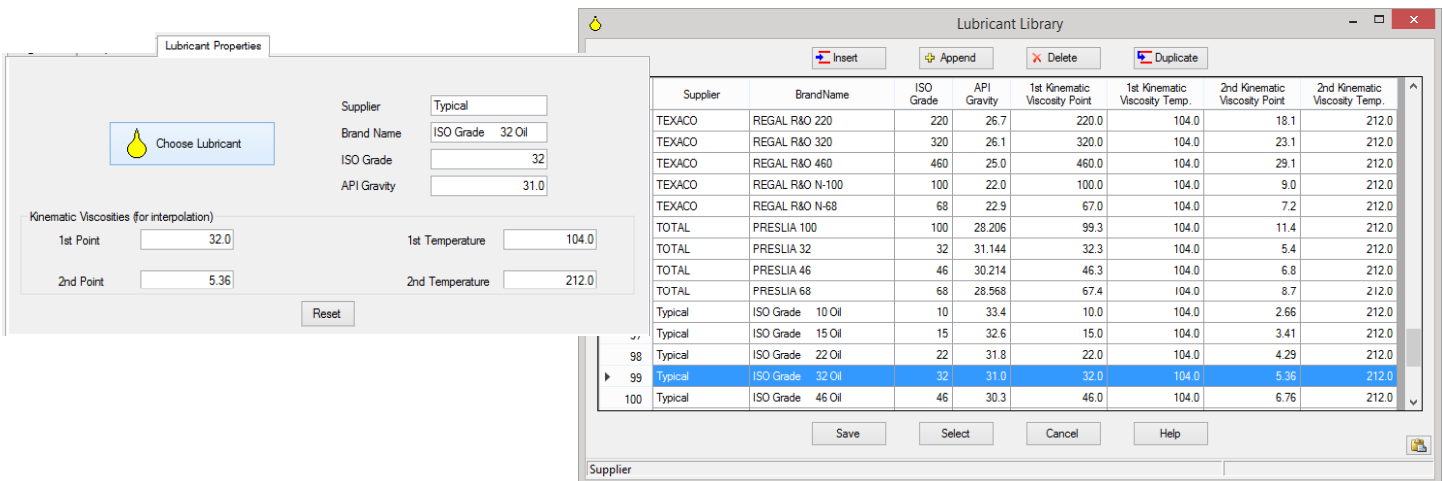 Lubricant Properties
Choose Lubricant
Supplier Typical
Brand Name ISO Grade 32 Oil
ISO Grade 32
API Gravity 31.0
Kinematic Viscosities (for interpolation)
1st Point 32.0 1st Temperature 104.0
2nd Point 5.36 2nd Temperature 212.0
Reset
Lubricant Library
Insert Append Delete Duplicate
Supplier BrandName ISO Grade API Gravity 1st Kinematic Viscosity Point 1st Kinematic Viscosity Temp. 2nd Kinematic Viscosity Point 2nd Kinematic Viscosity Temp.
TEXACO REGAL R&O 220 220 26.7 220.0 104.0 18.1 212.0
TEXACO REGAL R&O 320 320 26.1 320.0 104.0 23.1 212.0
TEXACO REGAL R&O 460 460 25.0 460.0 104.0 29.1 212.0
TEXACO REGAL R&O N-100 100 22.0 100.0 104.0 9.0 212.0
TEXACO REGAL R&O N-68 68 22.9 67.0 104.0 7.2 212.0
TOTAL PRESLIA 100 100 28.206 99.3 104.0 11.4 212.0
TOTAL PRESLIA 32 32 31.144 32.3 104.0 5.4 212.0
TOTAL PRESLIA 46 46 30.214 46.3 104.0 6.8 212.0
TOTAL PRESLIA 68 68 28.568 67.4 104.0 8.7 212.0
Typical ISO Grade 10 Oil 10 33.4 10.0 104.0 2.66 212.0
Typical ISO Grade 15 Oil 15 32.6 15.0 104.0 3.41 212.0
98 Typical ISO Grade 22 Oil 22 31.8 22.0 104.0 4.29 212.0
99 Typical ISO Grade 32 Oil 32 31.0 32.0 104.0 5.36 212.0
100 Typical ISO Grade 46 Oil 46 30.3 46.0 104.0 6.76 212.0
Save Select Cancel Help
Supplier